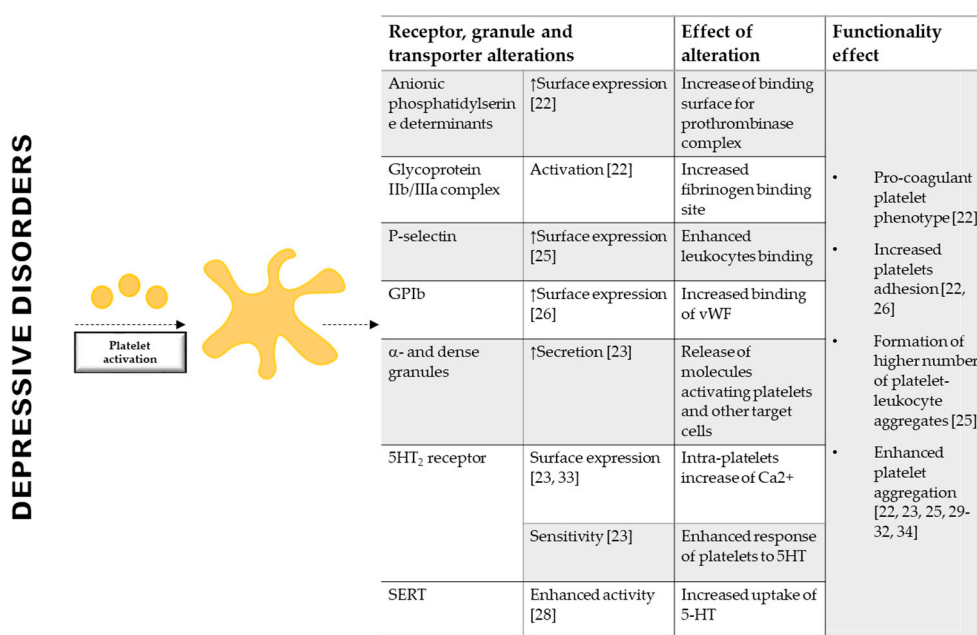 DEPRESSIVE DISORDERS
Platelet
activation
Receptor, granule and
transporter alterations
Effect of
alteration
Functionality
effect
Anionic
phosphatidylserin
e determinants
↑Surface expression
[22]
Increase of binding
surface for
prothrombinase
complex
Glycoprotein
IIb/IIIa complex
Activation [22]
Increased
fibrinogen binding
site
P-selectin
↑Surface expression
[25]
Enhanced
leukocytes binding
GPIb
↑Surface expression
[26]
Increased binding
of vWF
α- and dense
granules
↑Secretion [23]
Release of
molecules
activating platelets
and other target
cells
5HT₂ receptor
Surface expression
[23, 33]
Intra-platelets
increase of Ca2+
Sensitivity [23]
Enhanced response
of platelets to 5HT
SERT
Enhanced activity
[28]
Increased uptake of
5-HT
• Pro-coagulant
platelet
phenotype [22]
• Increased
platelets
adhesion [22,
26]
• Formation of
higher number
of platelet-
leukocyte
aggregates [25]
• Enhanced
platelet
aggregation
[22, 23, 25, 29-
32, 34]